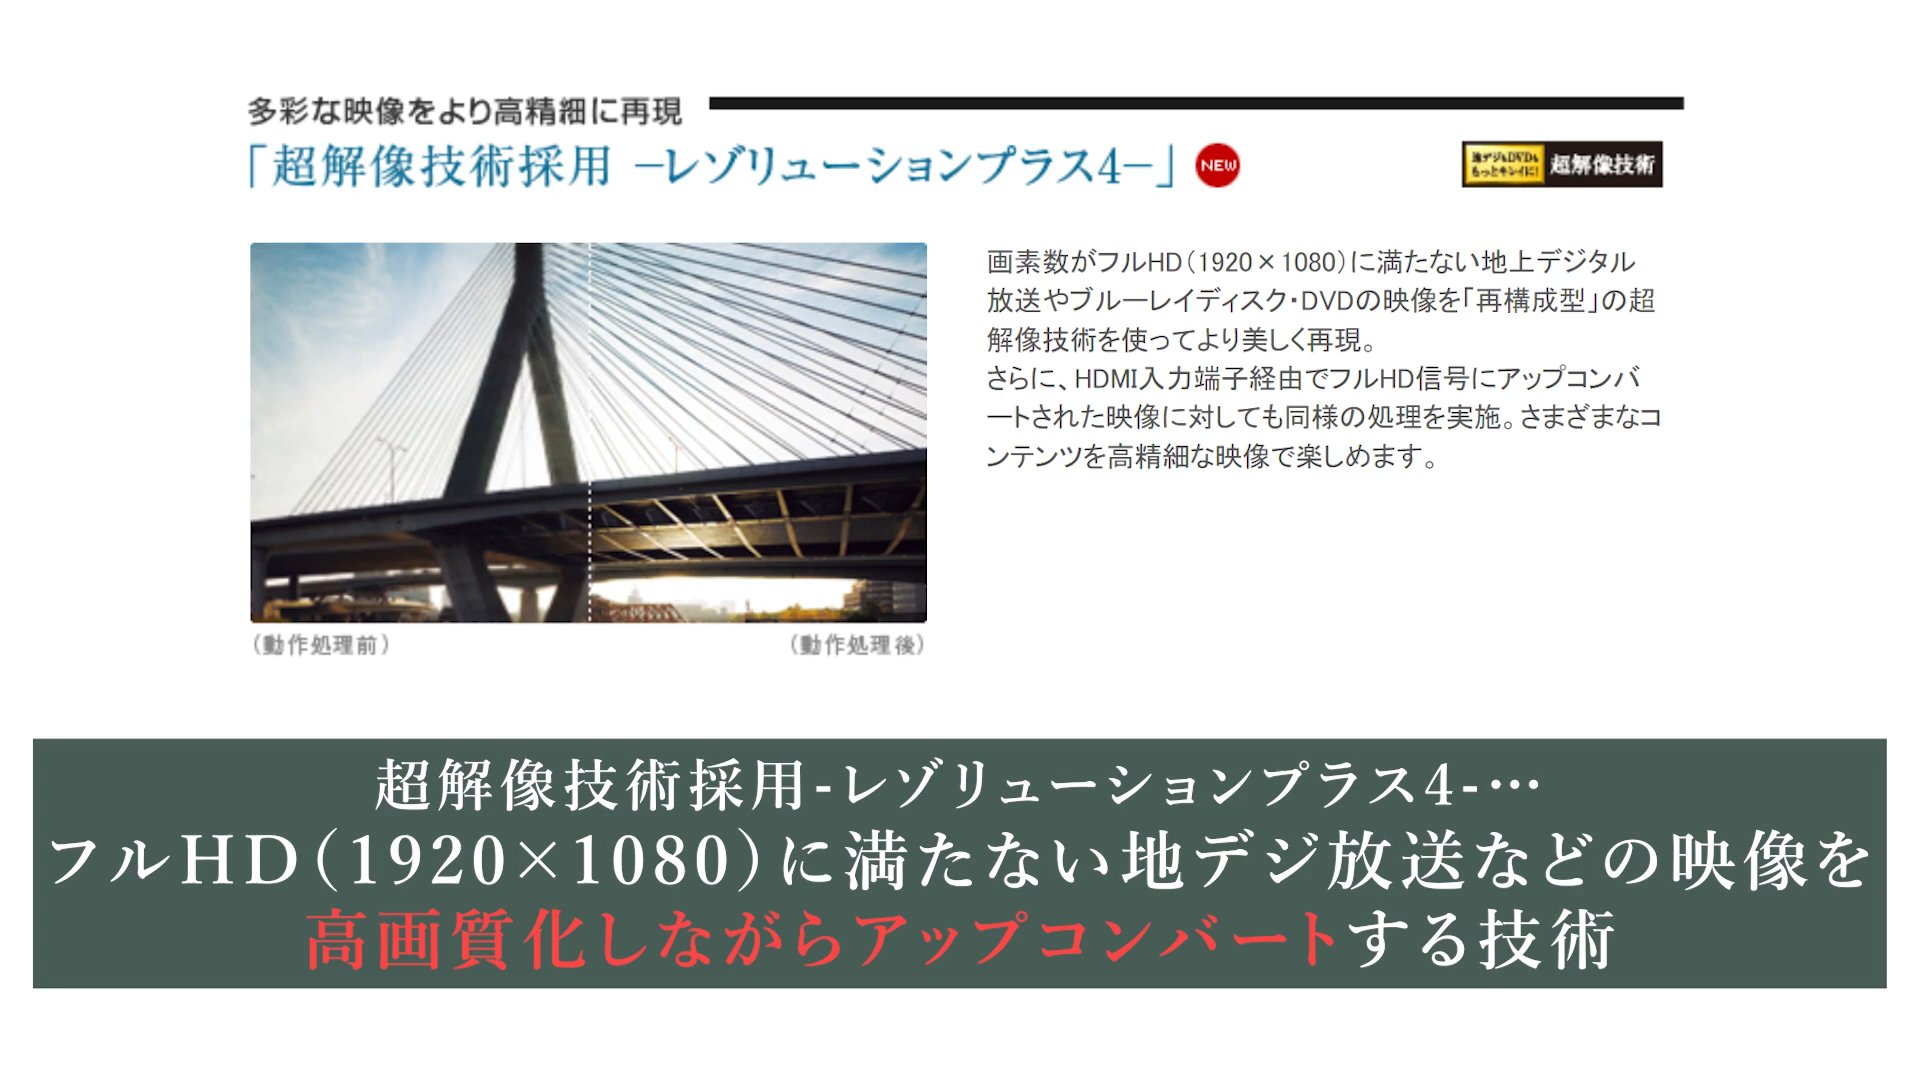 多彩な映像をより高精細に再現
「超解像技術採用 −レゾリューションプラス4−」
NEW
地デジもDVDも
もっとキレイに!
超解像技術
画素数がフルHD（1920×1080）に満たない地上デジタル
放送やブルーレイディスク・DVDの映像を「再構成型」の超
解像技術を使ってより美しく再現。
さらに、HDMI入力端子経由でフルHD信号にアップコンバ
ートされた映像に対しても同様の処理を実施。さまざまなコ
ンテンツを高精細な映像で楽しめます。
（動作処理前）
（動作処理後）
超解像技術採用-レゾリューションプラス4-…
フルHD（1920×1080）に満たない地デジ放送などの映像を
高画質化しながらアップコンバートする技術